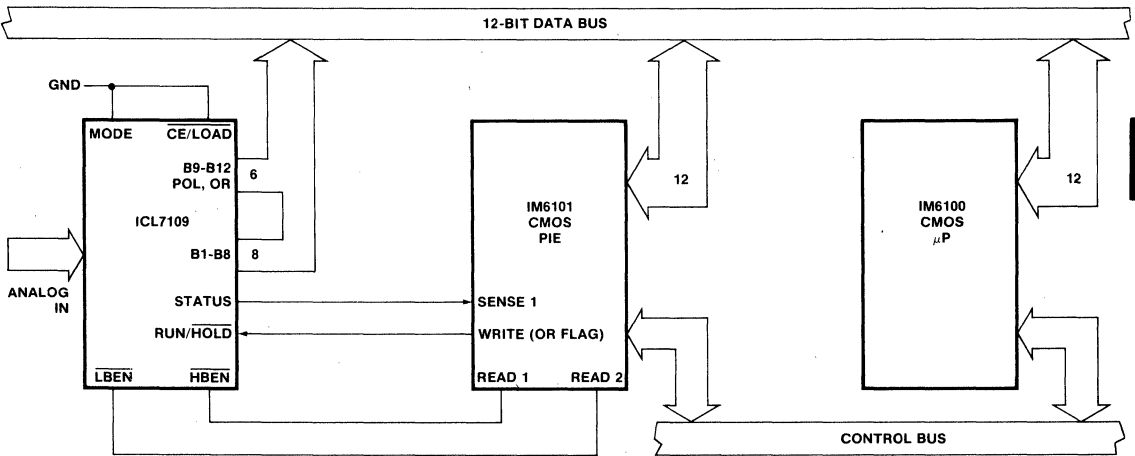 12-BIT DATA BUS
GND
MODE
CE/LOAD
B9-B12
POL, OR
6
ICL7109
B1-B8
8
ANALOG
IN
STATUS
RUN/HOLD
LBEN
HBEN
IM6101
CMOS
PIE
12
SENSE 1
WRITE (OR FLAG)
READ 1
READ 2
IM6100
CMOS
μP
12
CONTROL BUS